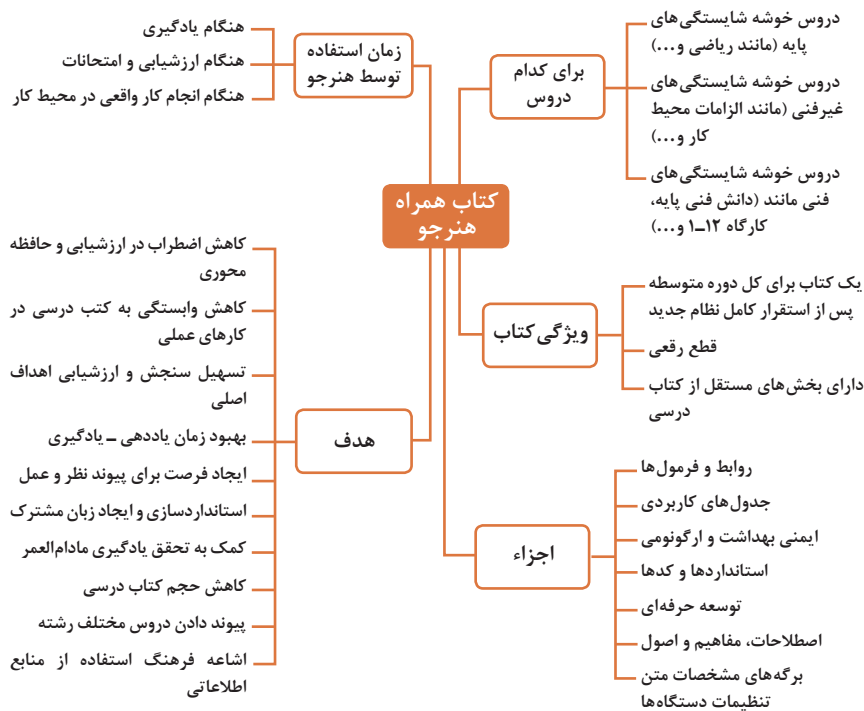 کتاب همراه
هنرجو
برای کدام
دروس
دروس خوشه شایستگی‌های
پایه (مانند ریاضی و...)
دروس خوشه شایستگی‌های
غیرفنی (مانند الزامات محیط
کار و...)
دروس خوشه شایستگی‌های
فنی مانند (دانش فنی پایه،
کارگاه ۱۲ـ۱ و...)
ویژگی کتاب
یک کتاب برای کل دوره متوسطه
پس از استقرار کامل نظام جدید
قطع رقعی
دارای بخش‌های مستقل از کتاب
درسی
اجزاء
روابط و فرمول‌ها
جدول‌های کاربردی
ایمنی بهداشت و ارگونومی
استانداردها و کدها
توسعه حرفه‌ای
اصطلاحات، مفاهیم و اصول
برگه‌های مشخصات متن
تنظیمات دستگاه‌ها
زمان استفاده
توسط هنرجو
هنگام یادگیری
هنگام ارزشیابی و امتحانات
هنگام انجام کار واقعی در محیط کار
هدف
کاهش اضطراب در ارزشیابی و حافظه
محوری
کاهش وابستگی به کتب درسی در
کارهای عملی
تسهیل سنجش و ارزشیابی اهداف
اصلی
بهبود زمان یاددهی ـ یادگیری
ایجاد فرصت برای پیوند نظر و عمل
استانداردسازی و ایجاد زبان مشترک
کمک به تحقق یادگیری مادام‌العمر
کاهش حجم کتاب درسی
پیوند دادن دروس مختلف رشته
اشاعه فرهنگ استفاده از منابع
اطلاعاتی